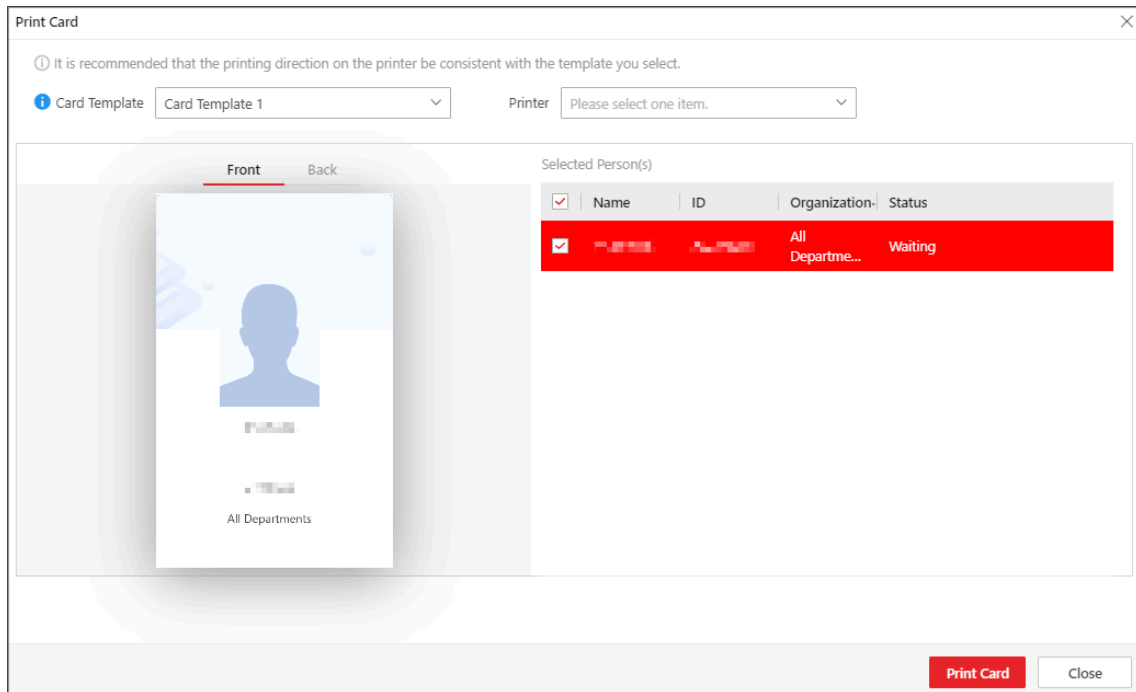 Print Card
It is recommended that the printing direction on the printer be consistent with the template you select.
Card Template Card Template 1 Printer Please select one item.
Front Back
Selected Person(s)
Name ID Organization· Status
All
Departme... Waiting
All Departments
Print Card Close